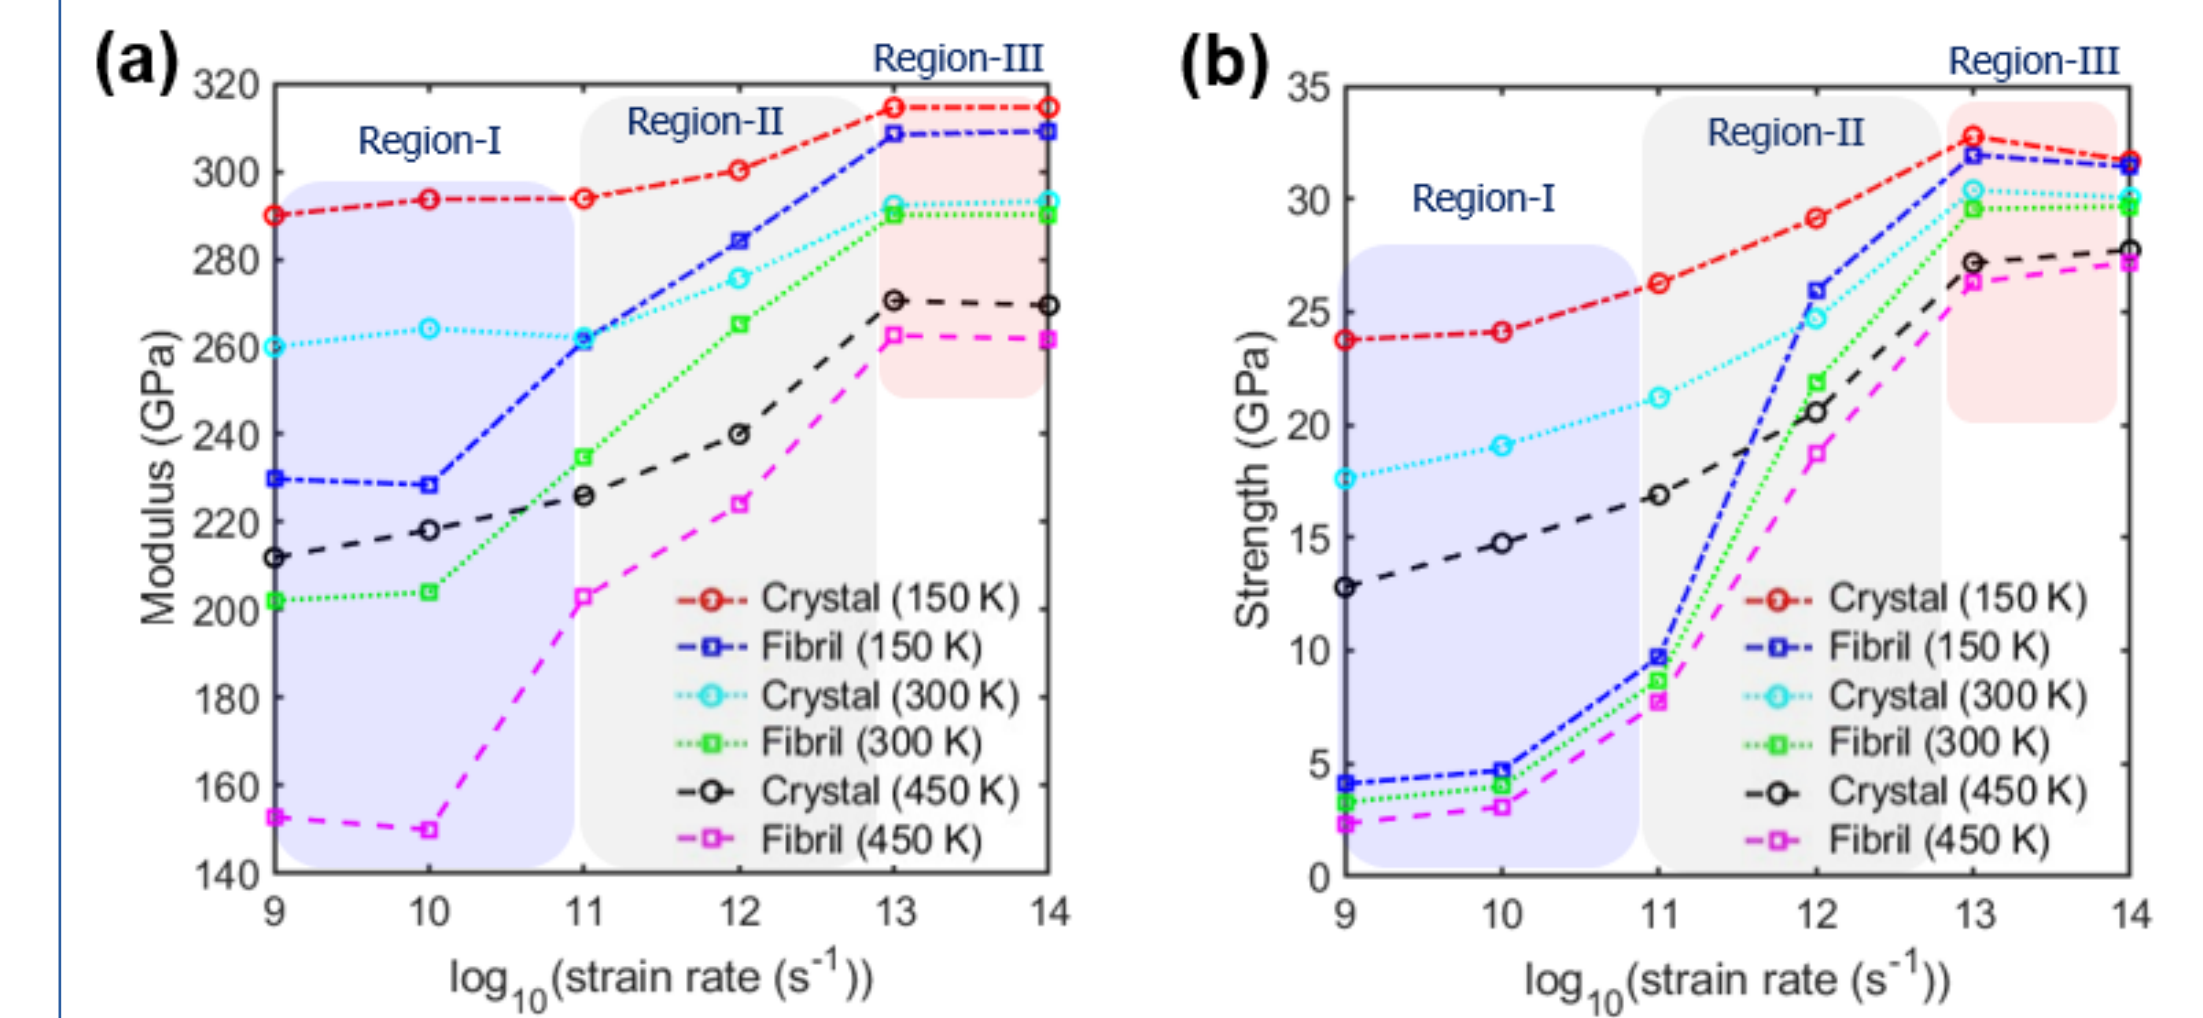 (a)
Region-III
Region-II
Region-I
320
300
280
260
240
220
200
180
160
140
Modulus (GPa)
Crystal (150 K)
Fibril (150 K)
Crystal (300 K)
Fibril (300 K)
Crystal (450 K)
Fibril (450 K)
9 10 11 12 13 14
log₁₀(strain rate (s⁻¹))
(b)
Region-III
Region-II
Region-I
35
30
25
20
15
10
5
0
Strength (GPa)
Crystal (150 K)
Fibril (150 K)
Crystal (300 K)
Fibril (300 K)
Crystal (450 K)
Fibril (450 K)
9 10 11 12 13 14
log₁₀(strain rate (s⁻¹))